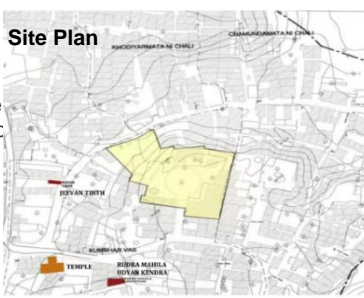 Site Plan
KHODIYARMATA NI CHALI
CHAMUNDAMATA NI CHALI
JEEVAN TIRTH
KUMBHAR VAS
TEMPLE
RUDRA MAHILA
UDYAN KENDRA